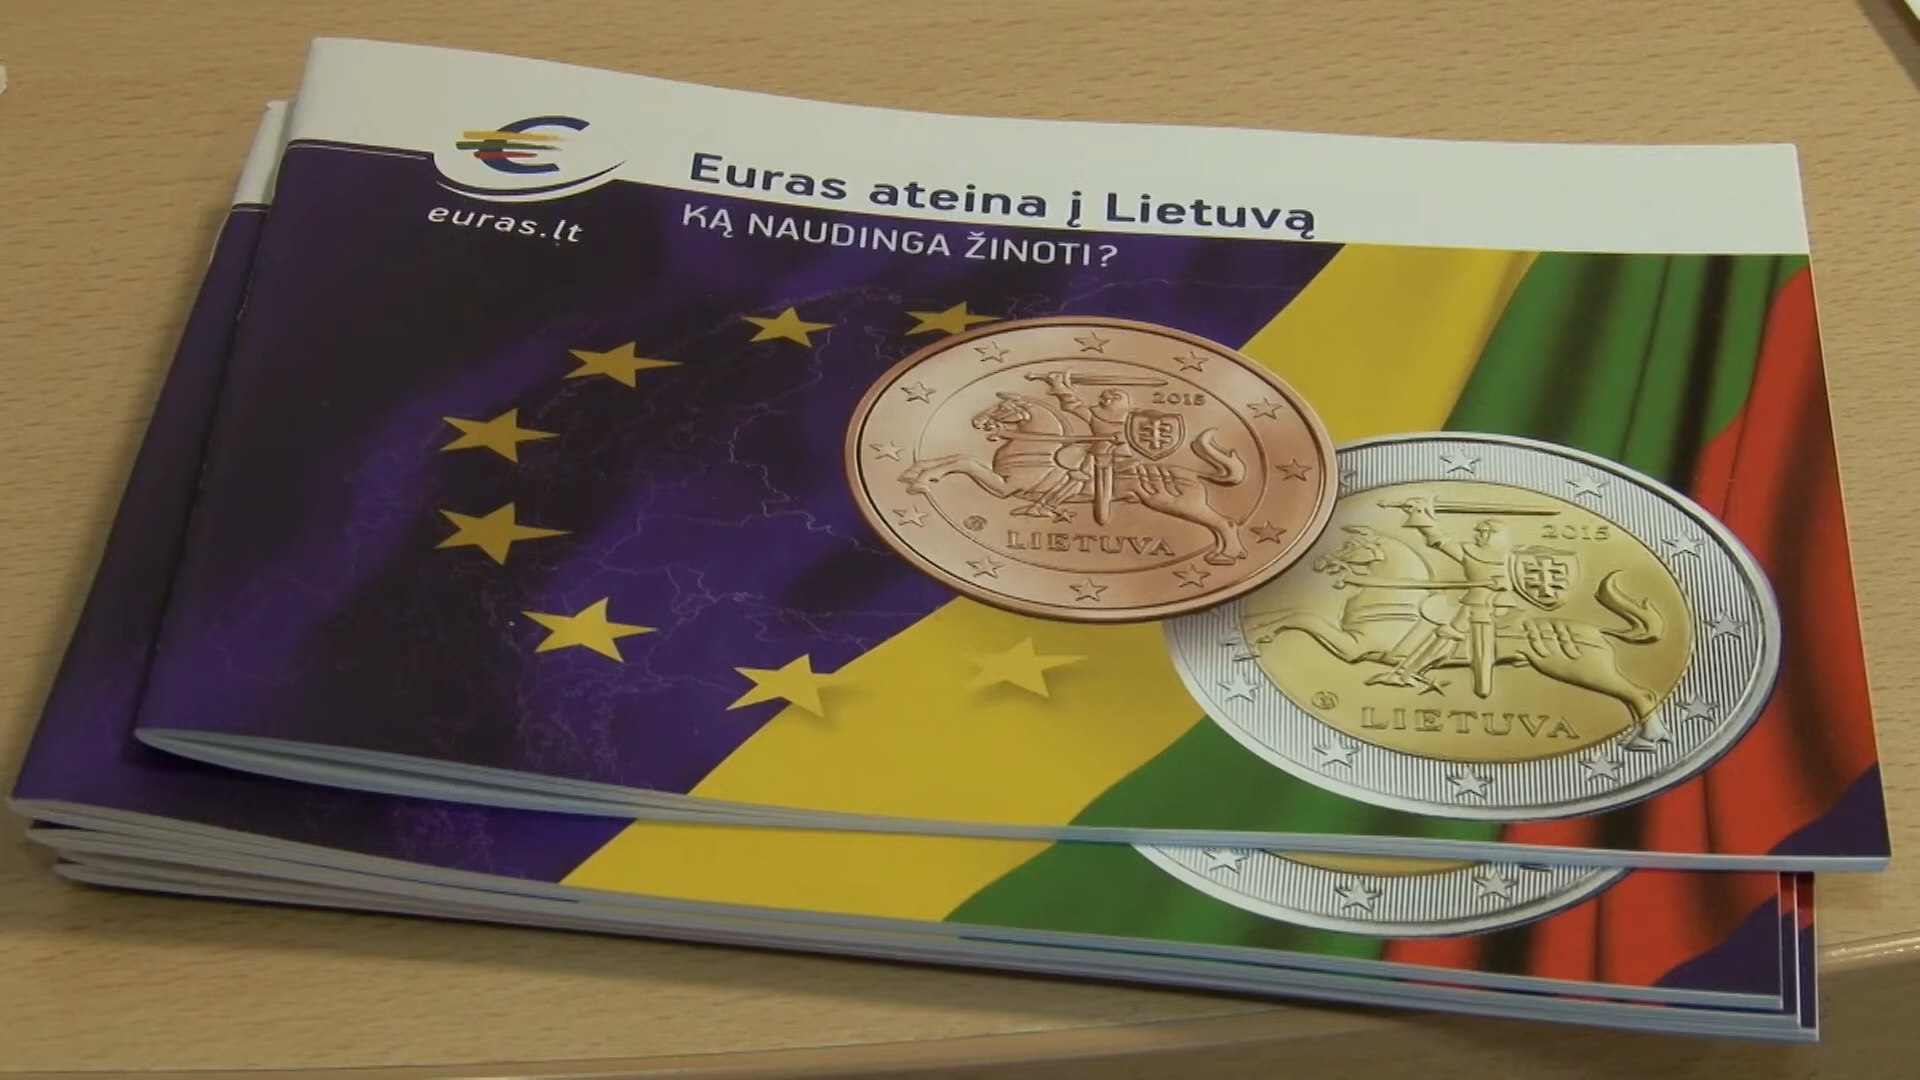 Euras ateina į Lietuvą
KĄ NAUDINGA ŽINOTI?
€
euras.lt
2015
LIETUVA
2015
LIETUVA